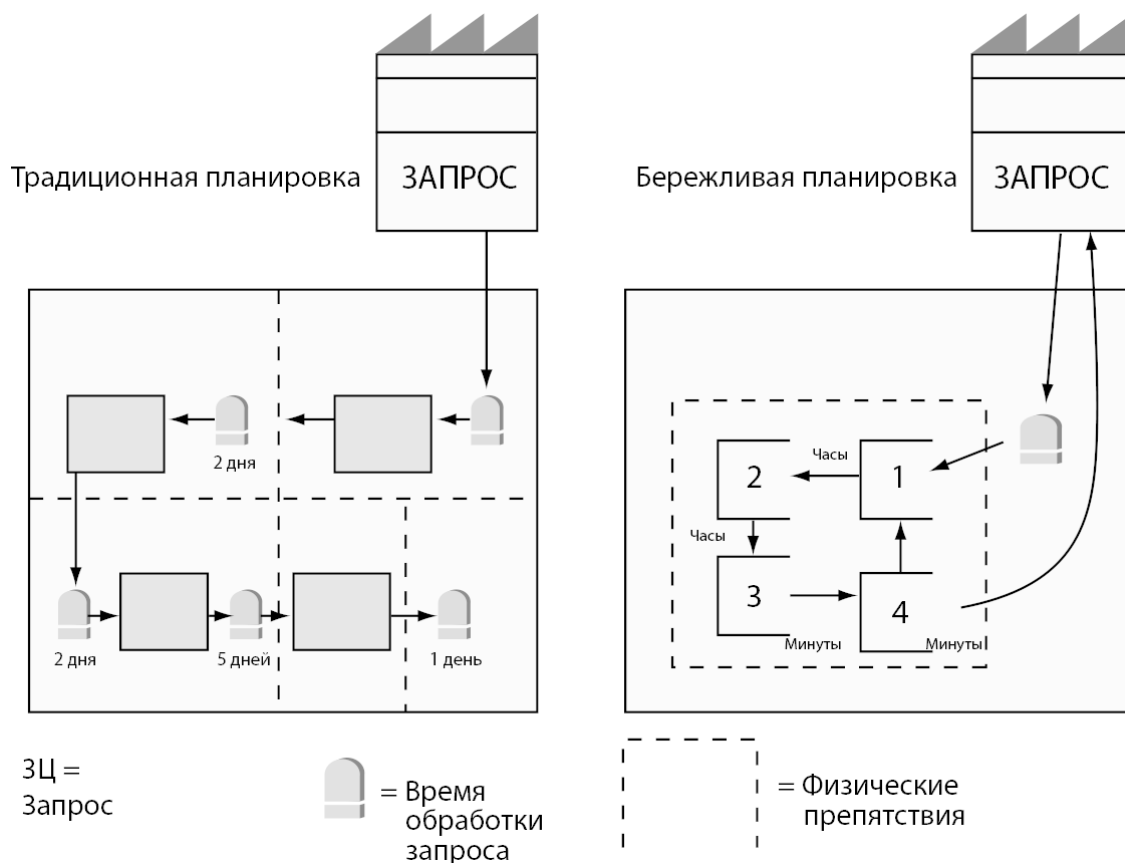 Традиционная планировка
ЗАПРОС
2 дня
2 дня
5 дней
1 день
Бережливая планировка
ЗАПРОС
Часы
2
1
Часы
3
4
Минуты
Минуты
ЗЦ =
Запрос
= Время
обработки
запроса
= Физические
препятствия